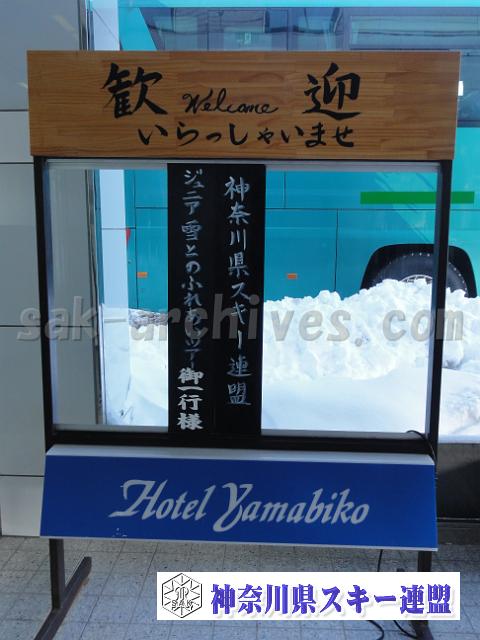 歓 Welcome 迎
いらっしゃいませ
神奈川県スキー連盟
ジュニア雪とのふれあいツアー御一行様
sak-archives.com
Hotel Yamabiko
SAK
神奈川県スキー連盟